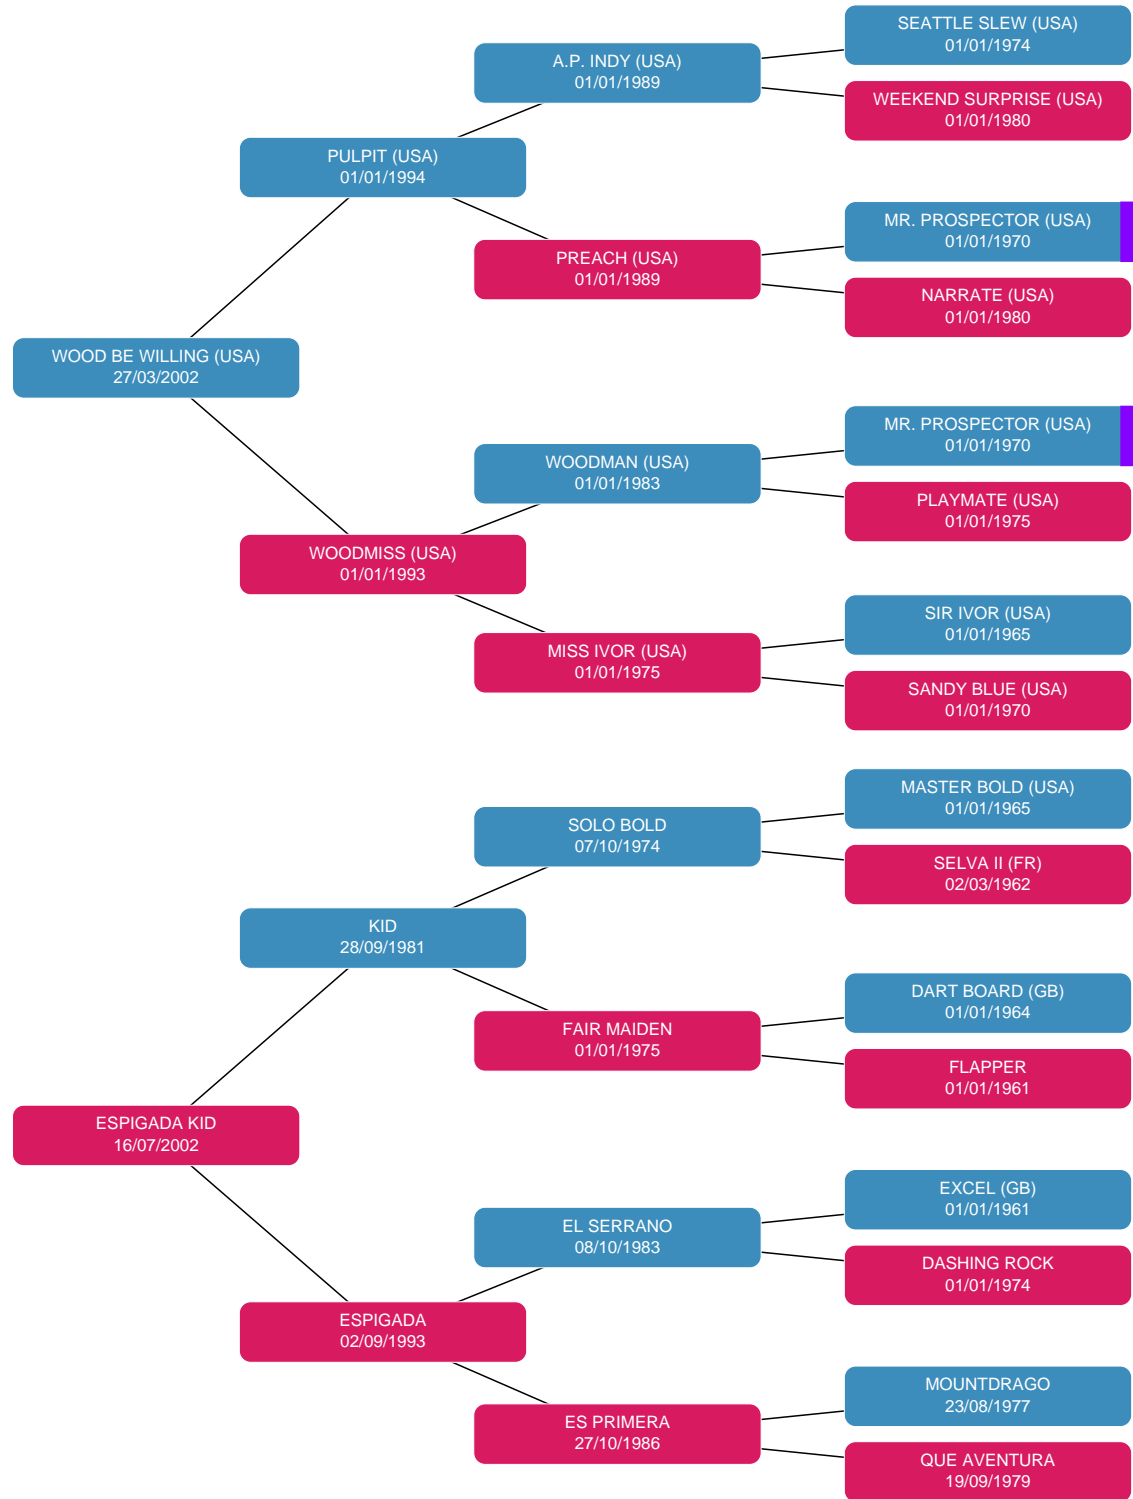 SEATTLE SLEW (USA)
01/01/1974
A.P. INDY (USA)
01/01/1989
WEEKEND SURPRISE (USA)
01/01/1980
PULPIT (USA)
01/01/1994
MR. PROSPECTOR (USA)
01/01/1970
PREACH (USA)
01/01/1989
NARRATE (USA)
01/01/1980
WOOD BE WILLING (USA)
27/03/2002
MR. PROSPECTOR (USA)
01/01/1970
WOODMAN (USA)
01/01/1983
PLAYMATE (USA)
01/01/1975
WOODMISS (USA)
01/01/1993
SIR IVOR (USA)
01/01/1965
MISS IVOR (USA)
01/01/1975
SANDY BLUE (USA)
01/01/1970
MASTER BOLD (USA)
01/01/1965
SOLO BOLD
07/10/1974
SELVA II (FR)
02/03/1962
KID
28/09/1981
DART BOARD (GB)
01/01/1964
FAIR MAIDEN
01/01/1975
FLAPPER
01/01/1961
ESPIGADA KID
16/07/2002
EXCEL (GB)
01/01/1961
EL SERRANO
08/10/1983
DASHING ROCK
01/01/1974
ESPIGADA
02/09/1993
MOUNTDRAGO
23/08/1977
ES PRIMERA
27/10/1986
QUE AVENTURA
19/09/1979